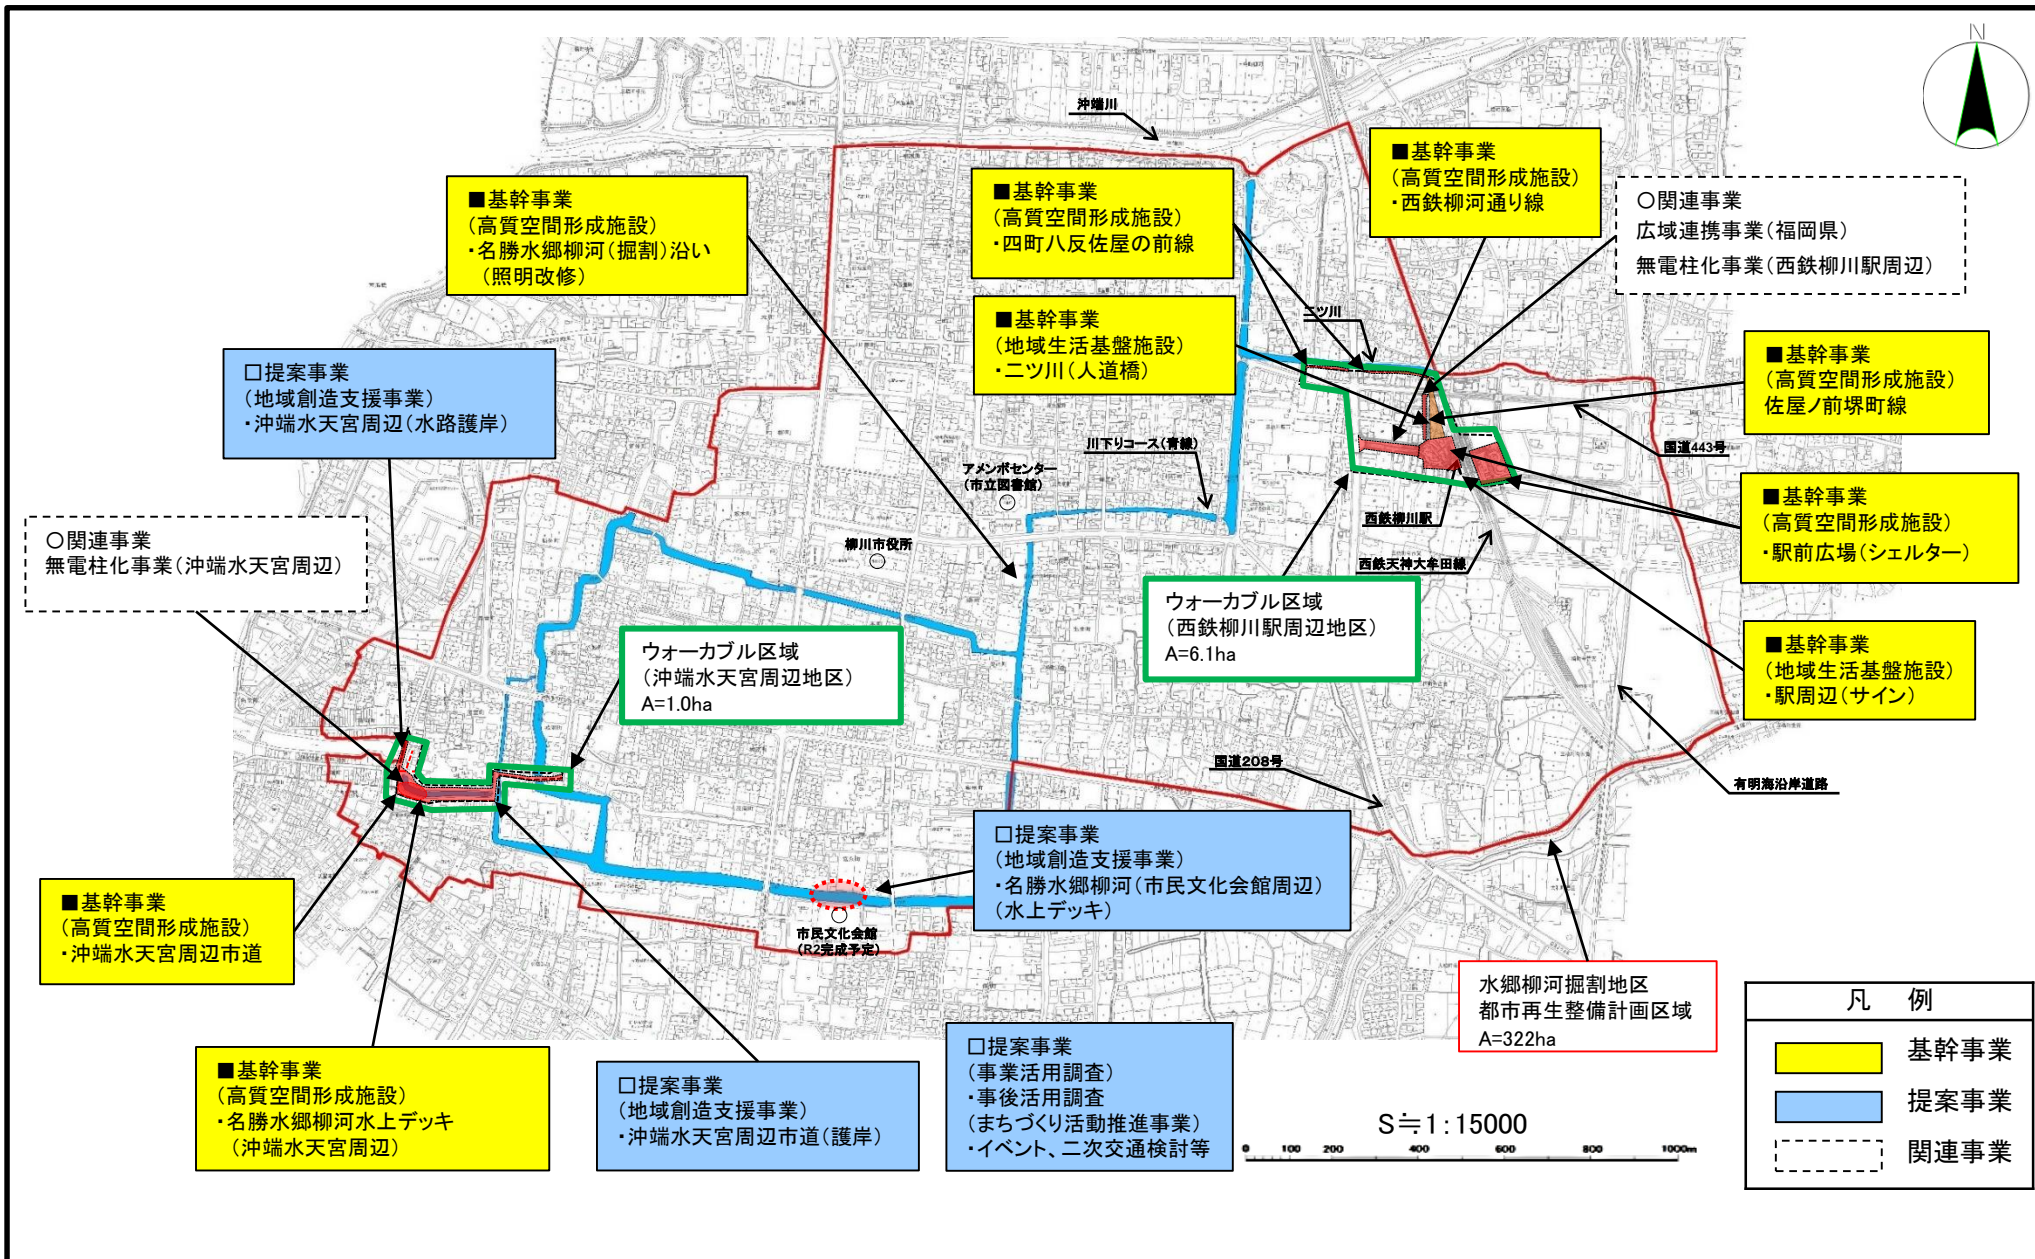 N
沖端川
■基幹事業
(高質空間形成施設)
・西鉄柳河通り線
■基幹事業
(高質空間形成施設)
・四町八反佐屋の前線
■基幹事業
(高質空間形成施設)
・名勝水郷柳河(掘割)沿い
(照明改修)
○関連事業
広域連携事業(福岡県)
無電柱化事業(西鉄柳川駅周辺)
■基幹事業
(地域生活基盤施設)
・二ツ川(人道橋)
二ツ川
■基幹事業
(高質空間形成施設)
佐屋ノ前堺町線
□提案事業
(地域創造支援事業)
・沖端水天宮周辺(水路護岸)
川下りコース(青線)
国道443号
アメンボセンター
(市立図書館)
■基幹事業
(高質空間形成施設)
・駅前広場(シェルター)
西鉄柳川駅
○関連事業
無電柱化事業(沖端水天宮周辺)
柳川市役所
西鉄天神大牟田線
ウォーカブル区域
(西鉄柳川駅周辺地区)
A=6.1ha
ウォーカブル区域
(沖端水天宮周辺地区)
A=1.0ha
■基幹事業
(地域生活基盤施設)
・駅周辺(サイン)
国道208号
有明海沿岸道路
□提案事業
(地域創造支援事業)
・名勝水郷柳河(市民文化会館周辺)
(水上デッキ)
■基幹事業
(高質空間形成施設)
・沖端水天宮周辺市道
市民文化会館
(R2完成予定)
水郷柳河掘割地区
都市再生整備計画区域
A=322ha
■基幹事業
(高質空間形成施設)
・名勝水郷柳河水上デッキ
(沖端水天宮周辺)
□提案事業
(地域創造支援事業)
・沖端水天宮周辺市道(護岸)
□提案事業
(事業活用調査)
・事後活用調査
(まちづくり活動推進事業)
・イベント、二次交通検討等
S≒1:15000
0 100 200 400 600 800 1000m
凡 例
基幹事業
提案事業
関連事業